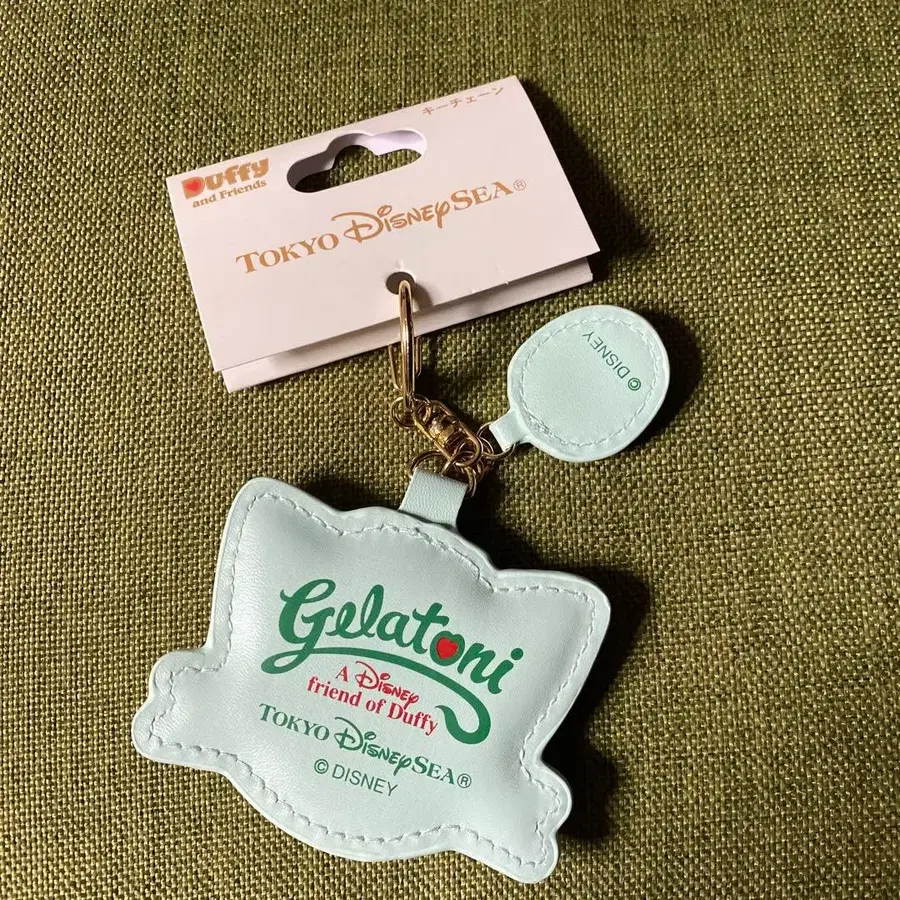 キーチェーン
Duffy
and Friends
TOKYO DISNEYSEA®
© DISNEY
Gelatoni
A DISNEY
friend of Duffy
TOKYO DISNEYSEA®
© DISNEY